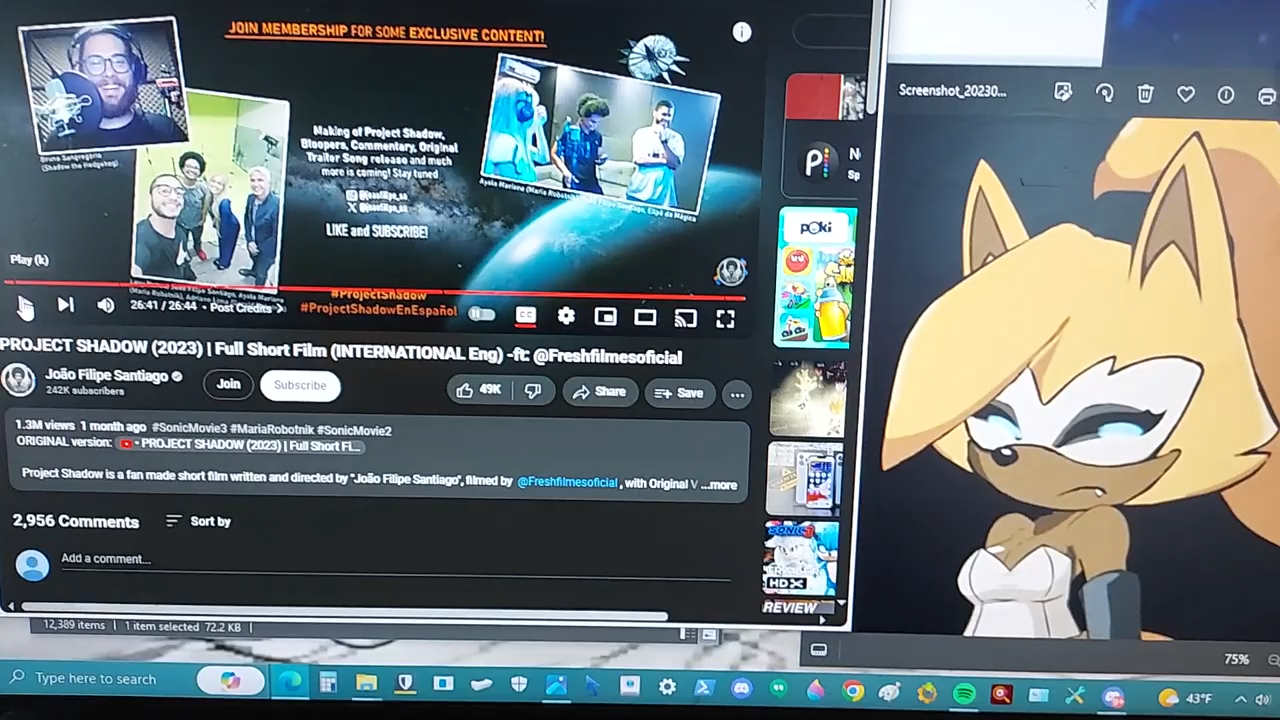 JOIN MEMBERSHIP FOR SOME EXCLUSIVE CONTENT!
(Shadow the Hedgehog)
Making of Project Shadow,
Bloopers, Commentary, Original
Trailer Song release and much
more is coming! Stay tuned
LIKE and SUBSCRIBE!
Play (k)
26:41 / 26:44 • Post Credits >
#ProjectShadow
#ProjectShadowEnEspañol
PROJECT SHADOW (2023) | Full Short Film (INTERNATIONAL Eng) -ft: @Freshfilmesoficial
João Filipe Santiago
242K subscribers
Join
Subscribe
49K
Share
Save
1.3M views 1 month ago #SonicMovie3 #MariaRobotnik #SonicMovie2
ORIGINAL version: • PROJECT SHADOW (2023) | Full Short Fi...
Project Shadow is a fan made short film written and directed by "João Filipe Santiago", filmed by @Freshfilmesoficial , with Original V ...more
2,956 Comments
Sort by
Add a comment...
N
Sp
poki
HD
REVIEW
Screenshot_20230...
12,389 items
1 item selected 72.2 KB
75%
Type here to search
43°F